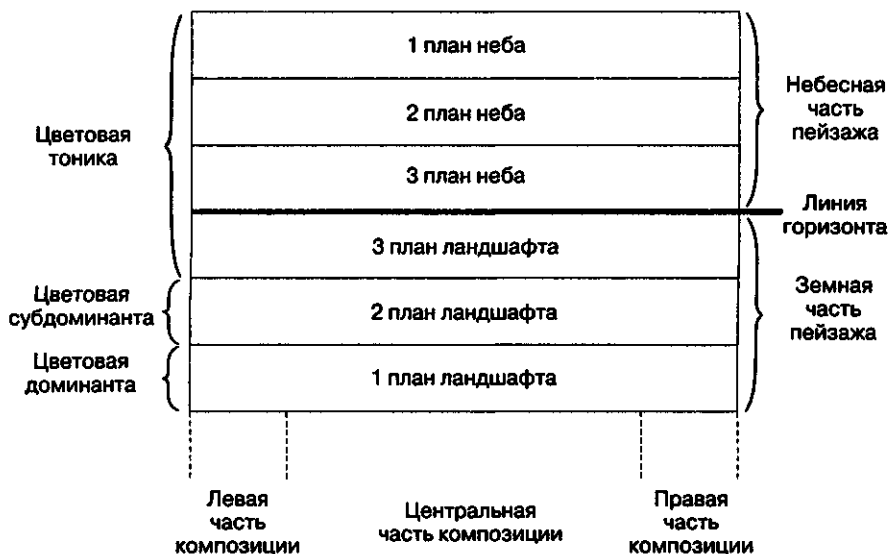 1 план неба
2 план неба
3 план неба
3 план ландшафта
2 план ландшафта
1 план ландшафта
Цветовая
тоника
Цветовая
субдоминанта
Цветовая
доминанта
Небесная
часть
пейзажа
Линия
горизонта
Земная
часть
пейзажа
Левая
часть
композиции
Центральная
часть композиции
Правая
часть
композиции